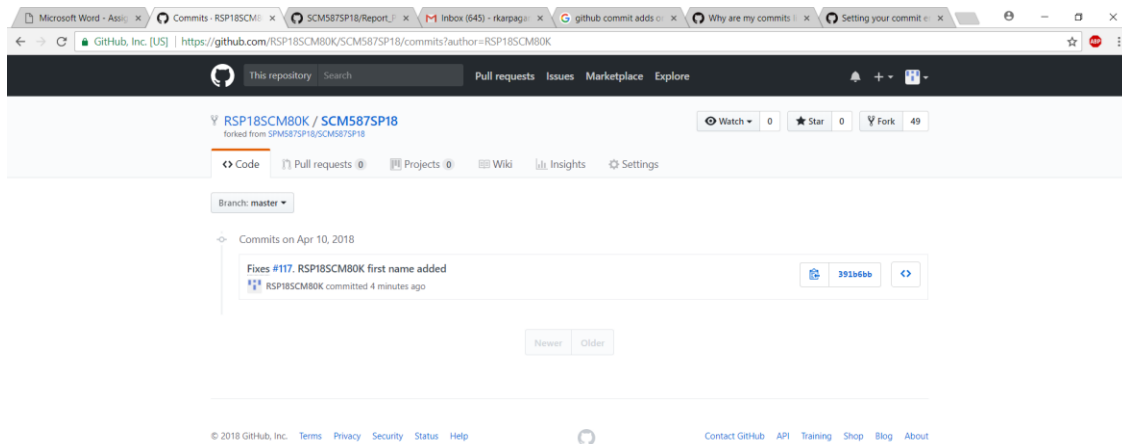 Microsoft Word - Assig
Commits · RSP18SCM8
SCM587SP18/Report_F
Inbox (645) - rkarpaga
github commit adds o
Why are my commits l
Setting your commit e
GitHub, Inc. [US] | https://github.com/RSP18SCM80K/SCM587SP18/commits?author=RSP18SCM80K
ABP
This repository Search Pull requests Issues Marketplace Explore
RSP18SCM80K / SCM587SP18
Watch 0 Star 0 Fork 49
forked from SPM587SP18/SCM587SP18
Code Pull requests 0 Projects 0 Wiki Insights Settings
Branch: master
Commits on Apr 10, 2018
Fixes #117. RSP18SCM80K first name added
RSP18SCM80K committed 4 minutes ago
391b6bb
Newer Older
© 2018 GitHub, Inc. Terms Privacy Security Status Help Contact GitHub API Training Shop Blog About